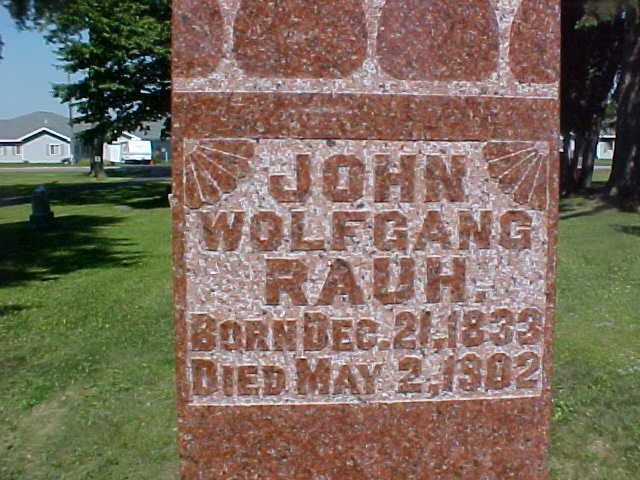 JOHN
WOLFGANG
RAUH.
BORN DEC. 21, 1833
DIED MAY 2, 1902